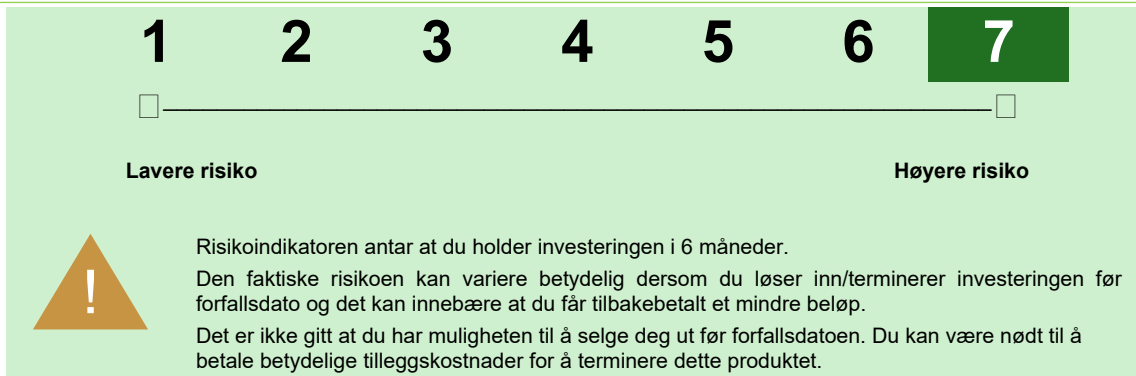 1 2 3 4 5 6 7
Lavere risiko Høyere risiko
!
Risikoindikatoren antar at du holder investeringen i 6 måneder.
Den faktiske risikoen kan variere betydelig dersom du løser inn/terminerer investeringen før
forfallsdato og det kan innebære at du får tilbakebetalt et mindre beløp.
Det er ikke gitt at du har muligheten til å selge deg ut før forfallsdatoen. Du kan være nødt til å
betale betydelige tilleggskostnader for å terminere dette produktet.